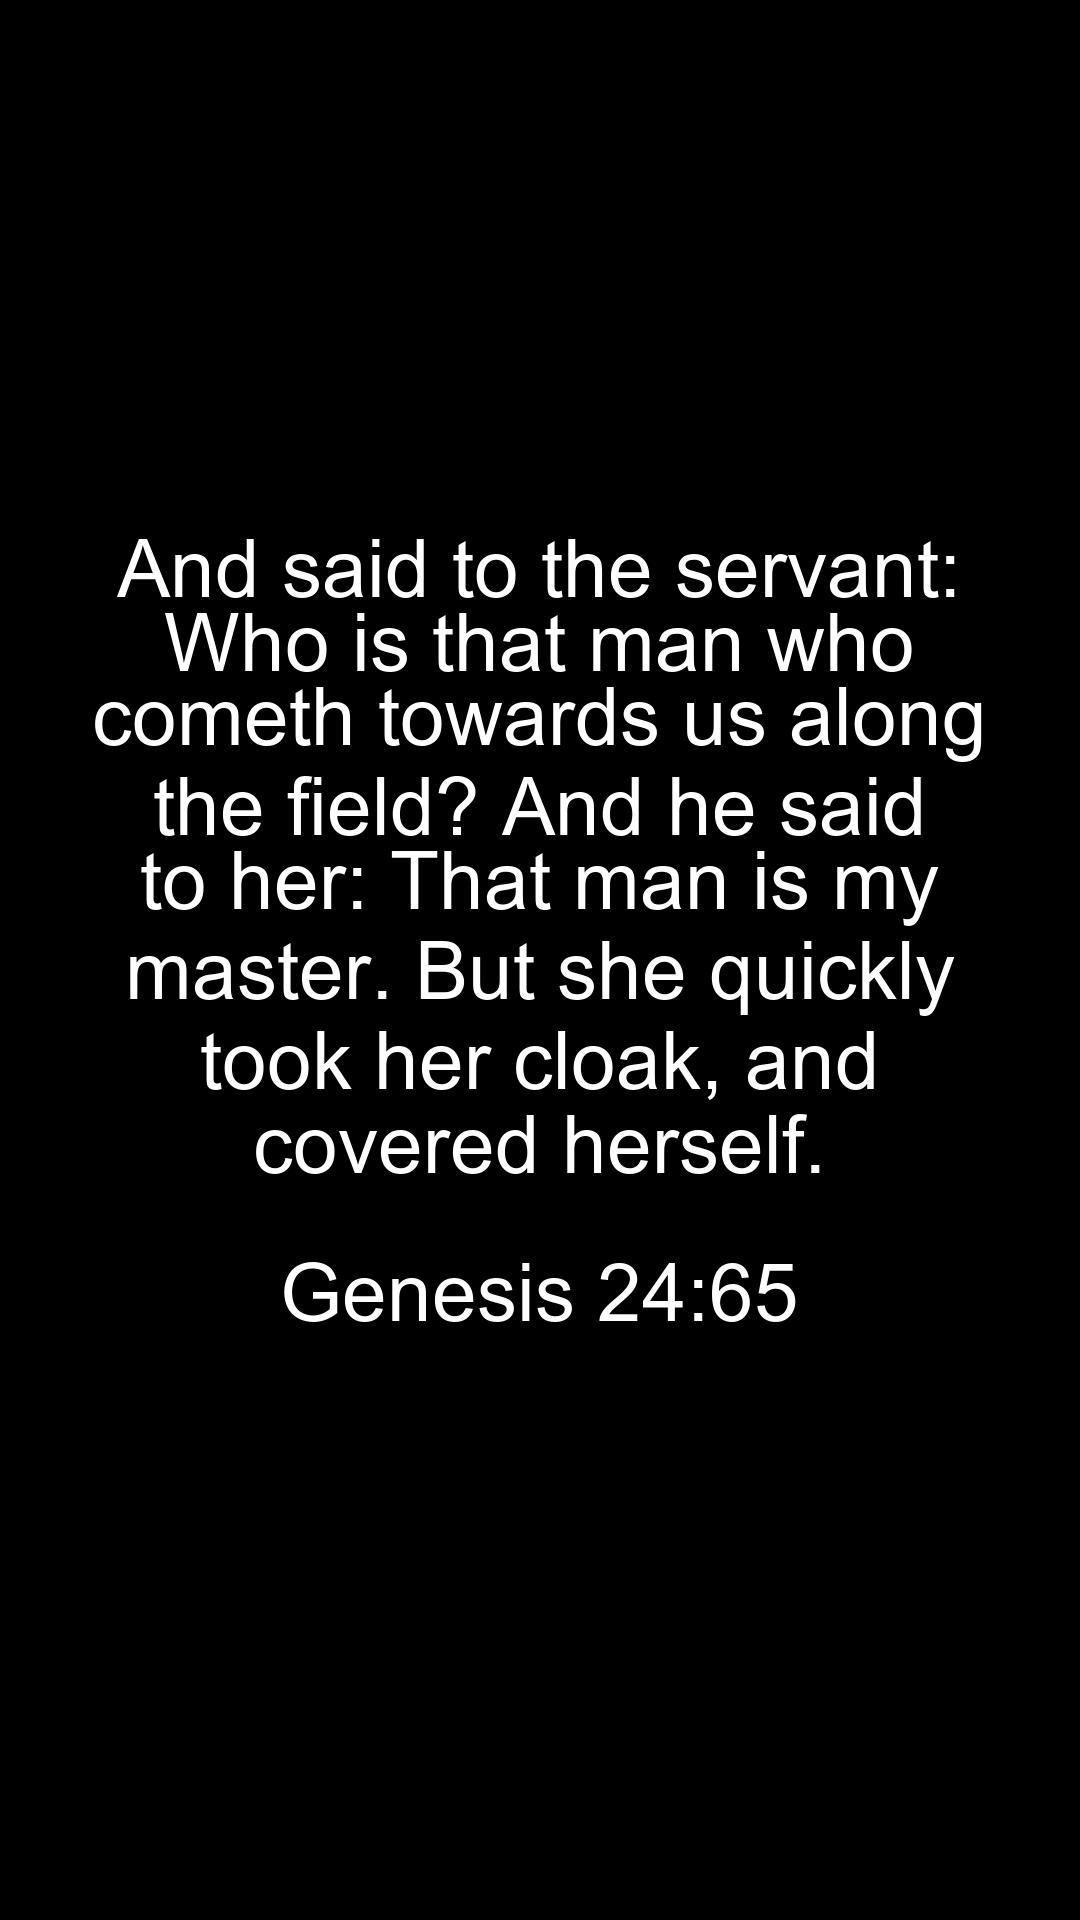 And said to the servant:
Who is that man who
cometh towards us along
the field? And he said
to her: That man is my
master. But she quickly
took her cloak, and
covered herself.
Genesis 24:65